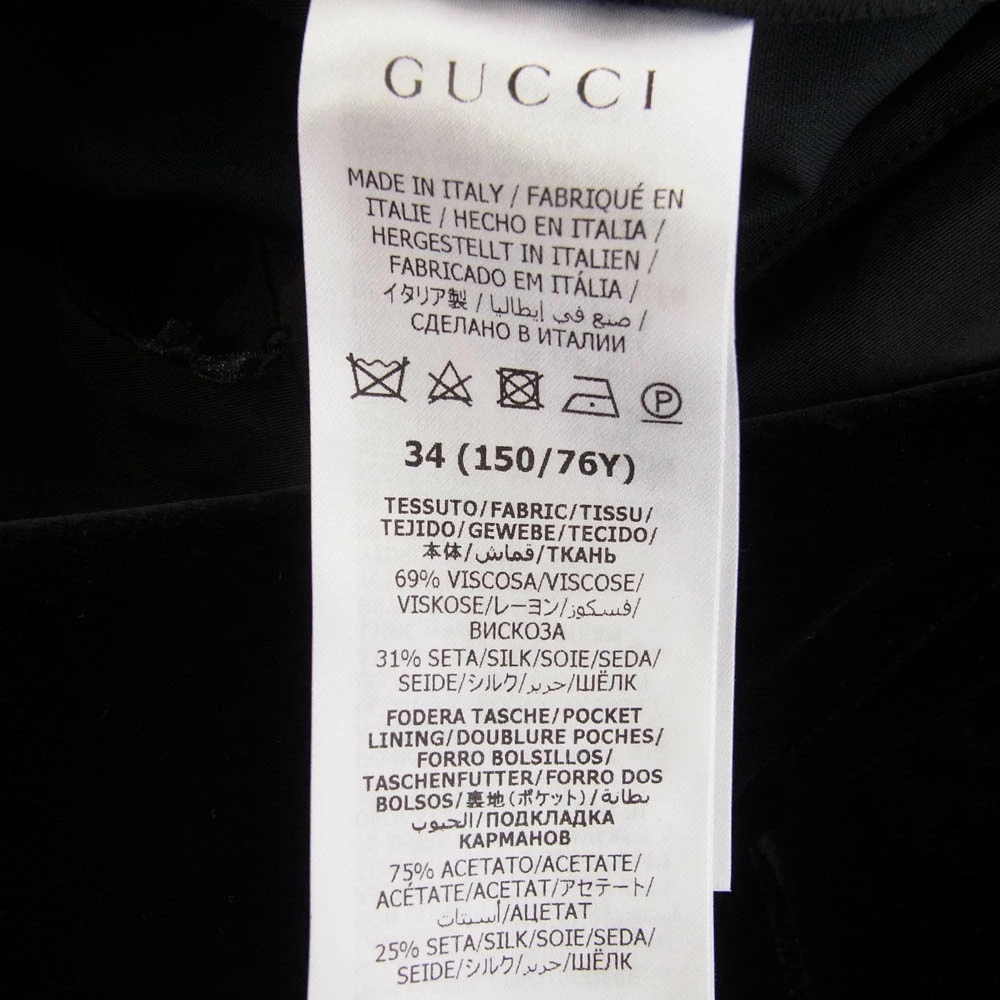 GUCCI
MADE IN ITALY / FABRIQUÉ EN
ITALIE / HECHO EN ITALIA /
HERGESTELLT IN ITALIEN /
FABRICADO EM ITÁLIA /
イタリア製 / صنع في إيطاليا /
СДЕЛАНО В ИТАЛИИ
P
34 (150/76Y)
TESSUTO/FABRIC/TISSU/
TEJIDO/GEWEBE/TECIDO/
本体/قماش/ТКАНЬ
69% VISCOSA/VISCOSE/
VISKOSE/レーヨン/فسكوز/
ВИСКОЗА
31% SETA/SILK/SOIE/SEDA/
SEIDE/シルク/حرير/ШЁЛК
FODERA TASCHE/POCKET
LINING/DOUBLURE POCHES/
FORRO BOLSILLOS/
TASCHENFUTTER/FORRO DOS
BOLSOS/裏地(ポケット)/بطانة
الجيوب/ПОДКЛАДКА
КАРМАНОВ
75% ACETATO/ACETATE/
ACÉTATE/ACETAT/アセテート/
أسيتات/АЦЕТАТ
25% SETA/SILK/SOIE/SEDA/
SEIDE/シルク/حرير/ШЁЛК